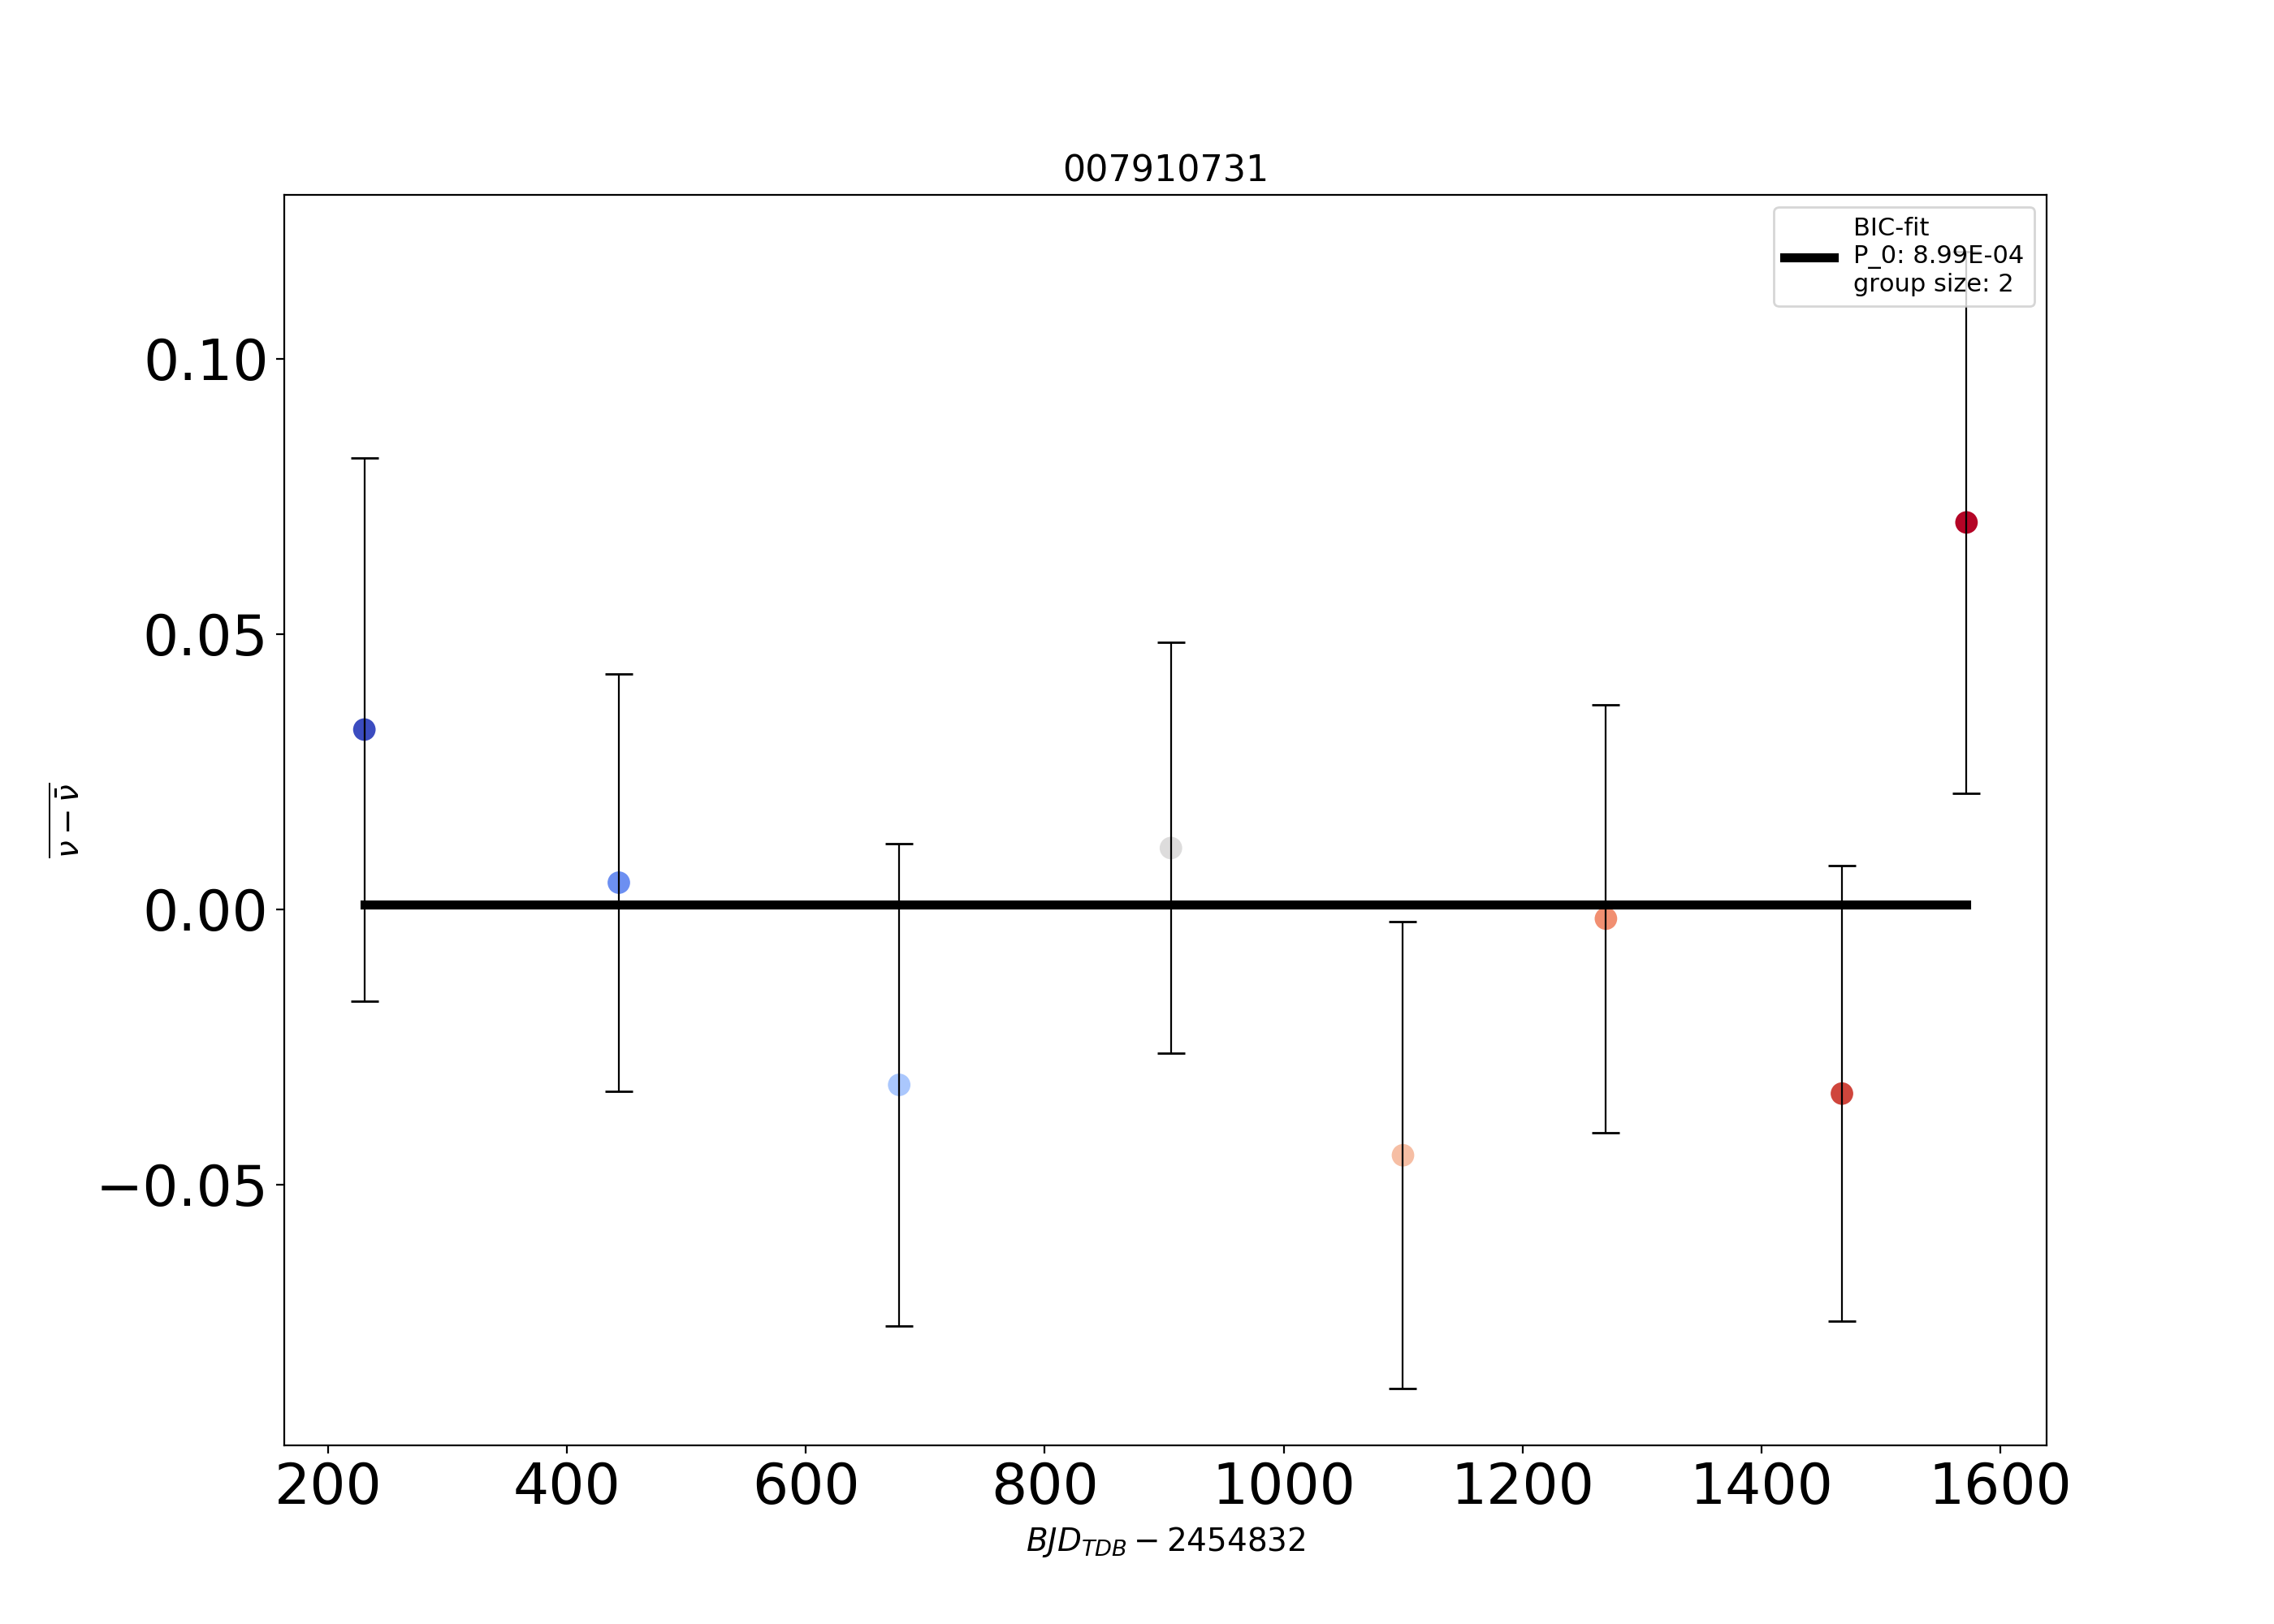 007910731
BIC-fit
P_0: 8.99E-04
group size: 2
0.10
0.05
0.00
−0.05
ν − ν̄
200 400 600 800 1000 1200 1400 1600
BJD_TDB − 2454832